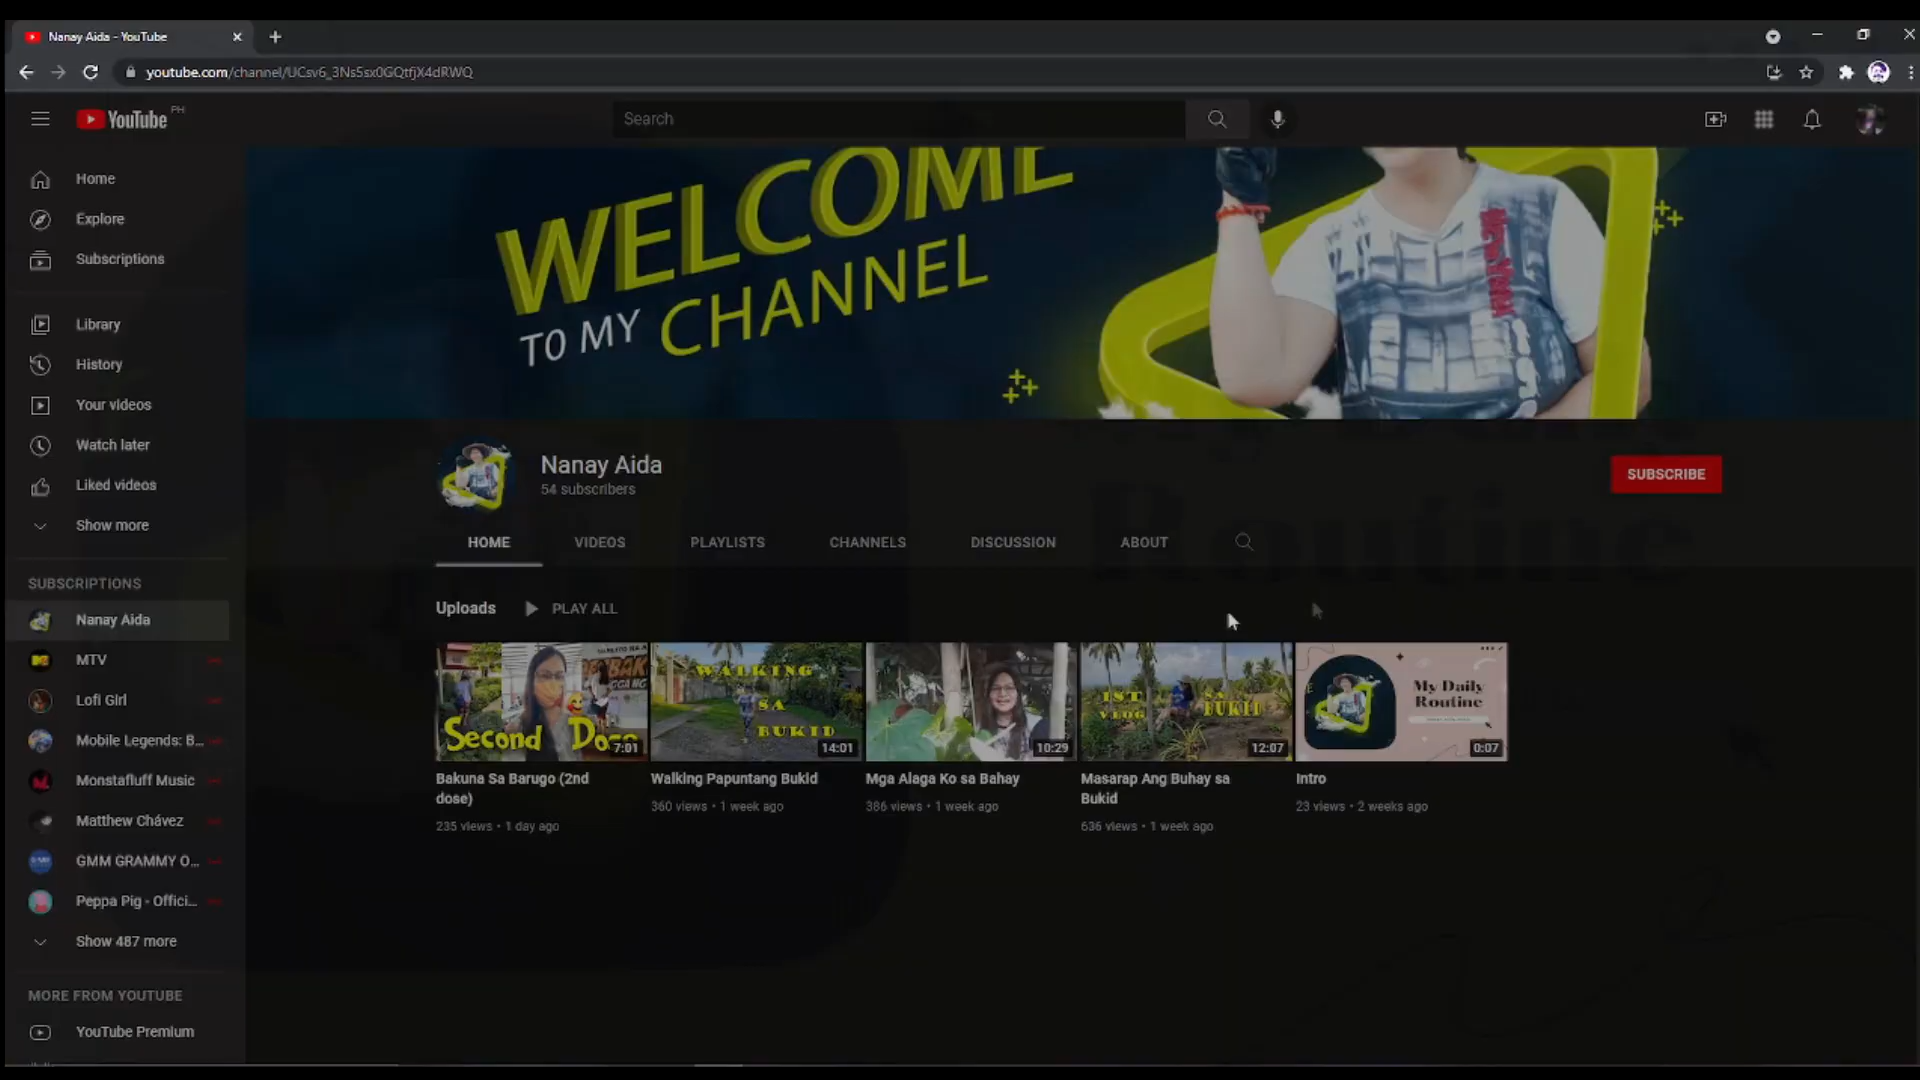 Nanay Aida - YouTube
youtube.com/channel/UCsv6_3Ns5sx0GQtfjX4dRWQ
YouTube PH
Search
Home
Explore
Subscriptions
Library
History
Your videos
Watch later
Liked videos
Show more
SUBSCRIPTIONS
Nanay Aida
MTV
Lofi Girl
Mobile Legends: B...
Monstafluff Music
Matthew Chávez
GMM GRAMMY O...
Peppa Pig - Offici...
Show 487 more
MORE FROM YOUTUBE
YouTube Premium
WELCOME
TO MY CHANNEL
Nanay Aida
54 subscribers
SUBSCRIBE
HOME
VIDEOS
PLAYLISTS
CHANNELS
DISCUSSION
ABOUT
Routine
Uploads
PLAY ALL
Second Dose
7:01
Bakuna Sa Barugo (2nd
dose)
235 views • 1 day ago
WALKING
SA
BUKID
14:01
Walking Papuntang Bukid
360 views • 1 week ago
10:29
Mga Alaga Ko sa Bahay
386 views • 1 week ago
1ST
VLOG
SA
BUKID
12:07
Masarap Ang Buhay sa
Bukid
636 views • 1 week ago
My Daily
Routine
0:07
Intro
23 views • 2 weeks ago